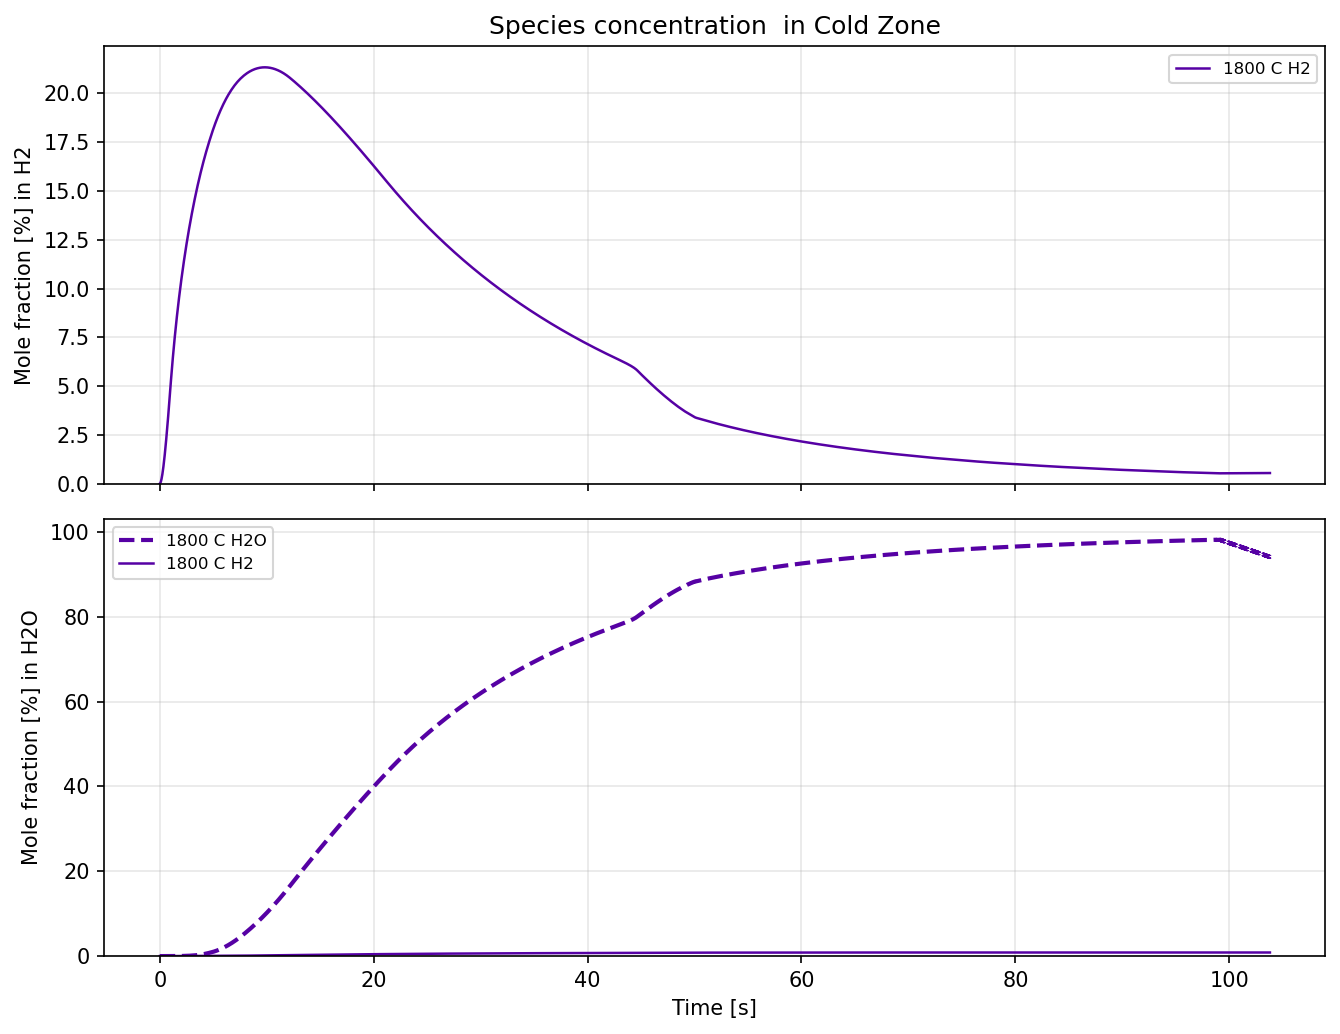 Species concentration  in Cold Zone
1800 C H2
Mole fraction [%] in H2
20.0
17.5
15.0
12.5
10.0
7.5
5.0
2.5
0.0
1800 C H2O
1800 C H2
Mole fraction [%] in H2O
100
80
60
40
20
0
0 20 40 60 80 100
Time [s]